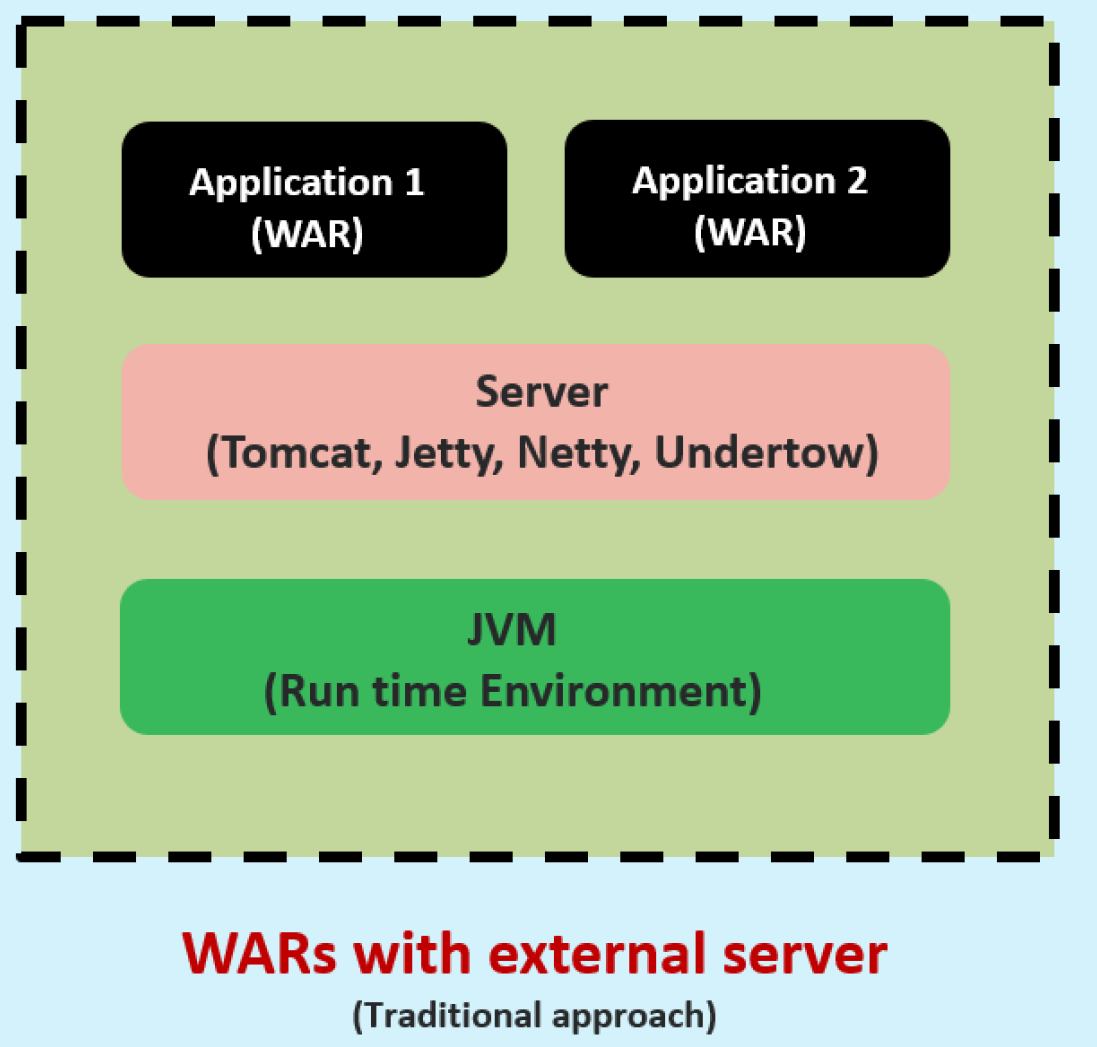 Application 1
(WAR)
Application 2
(WAR)
Server
(Tomcat, Jetty, Netty, Undertow)
JVM
(Run time Environment)
WARs with external server
(Traditional approach)